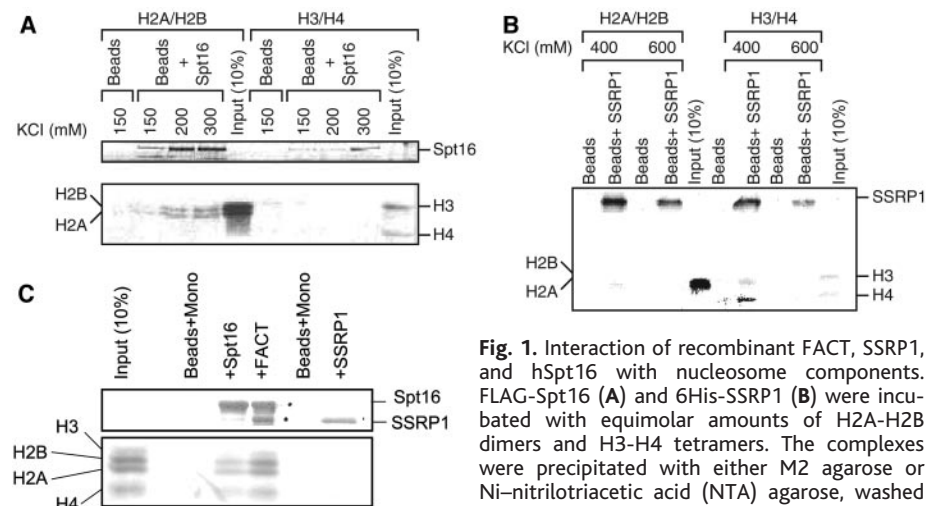 A
H2A/H2B
H3/H4
Beads
Beads + Spt16
Input (10%)
Beads
Beads + Spt16
Input (10%)
KCl (mM)
150
150
200
300
150
150
200
300
Spt16
H2B
H2A
H3
H4
B
H2A/H2B
H3/H4
KCl (mM)
400
600
400
600
Beads
Beads+ SSRP1
Beads
Beads+ SSRP1
Input (10%)
Beads
Beads+ SSRP1
Beads
Beads+ SSRP1
Input (10%)
SSRP1
H2B
H2A
H3
H4
C
Input (10%)
Beads+Mono
+Spt16
+FACT
Beads+Mono
+SSRP1
Spt16
SSRP1
H3
H2B
H2A
H4
Fig. 1. Interaction of recombinant FACT, SSRP1,
and hSpt16 with nucleosome components.
FLAG-Spt16 (A) and 6His-SSRP1 (B) were incu-
bated with equimolar amounts of H2A-H2B
dimers and H3-H4 tetramers. The complexes
were precipitated with either M2 agarose or
Ni–nitrilotriacetic acid (NTA) agarose, washed